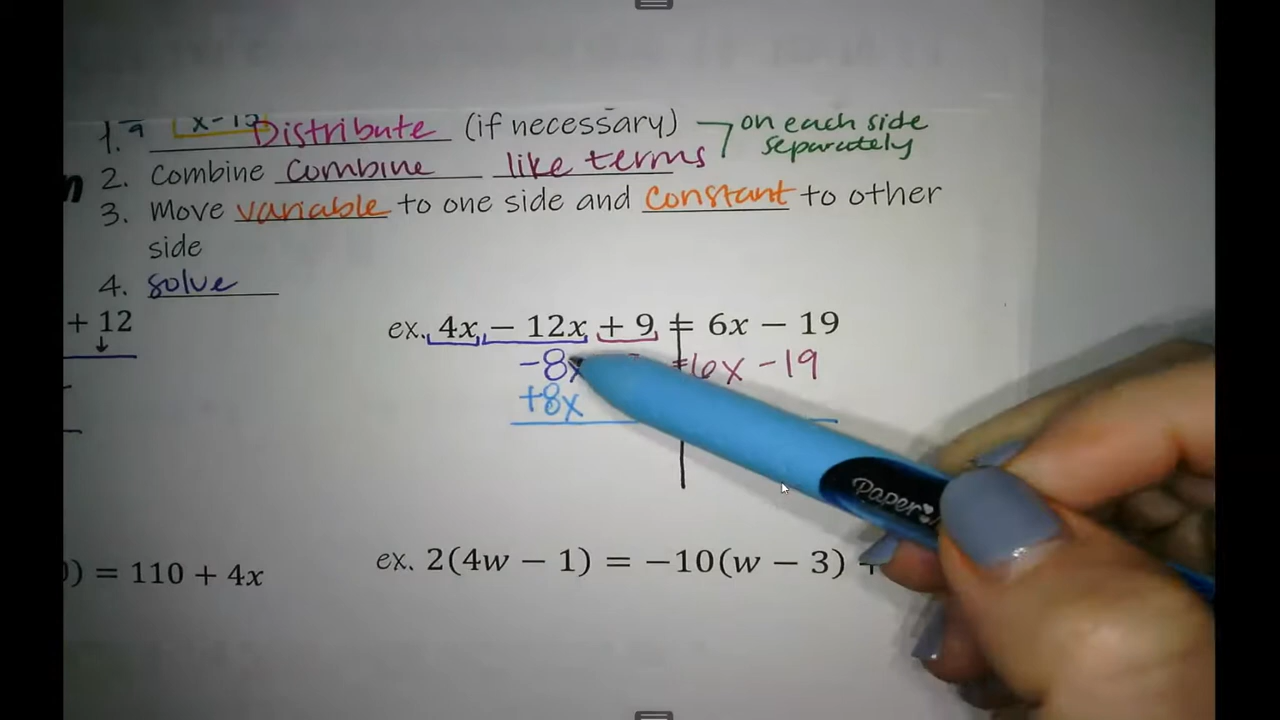 x - 1
1. Distribute (if necessary) on each side
separately
2. Combine Combine like terms
3. Move variable to one side and constant to other
side
4. solve
+ 12
ex. 4x - 12x + 9 = 6x - 19
-8x = 6x - 19
+8x
) = 110 + 4x
ex. 2(4w - 1) = -10(w - 3) +
Paper